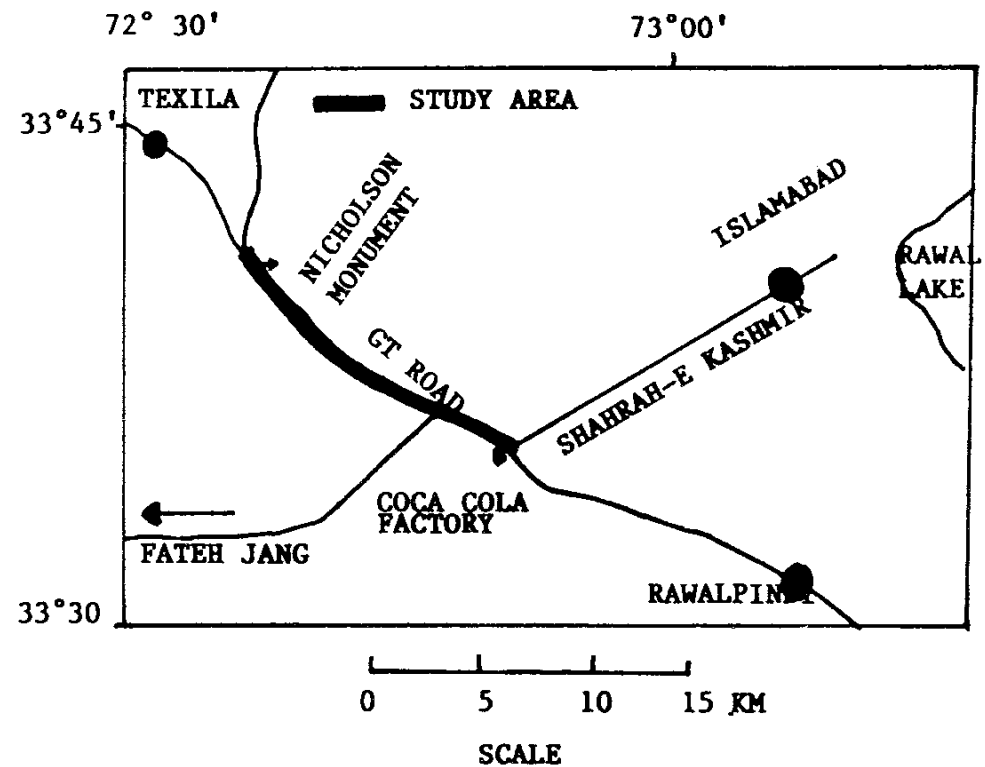 72° 30'
73°00'
TEXILA
STUDY AREA
33°45'
NICHOLSON
MONUMENT
ISLAMABAD
RAWAL
LAKE
GT ROAD
SHAHRAH-E KASHMIR
COCA COLA
FACTORY
FATEH JANG
RAWALPINDI
33°30
0 5 10 15 KM
SCALE